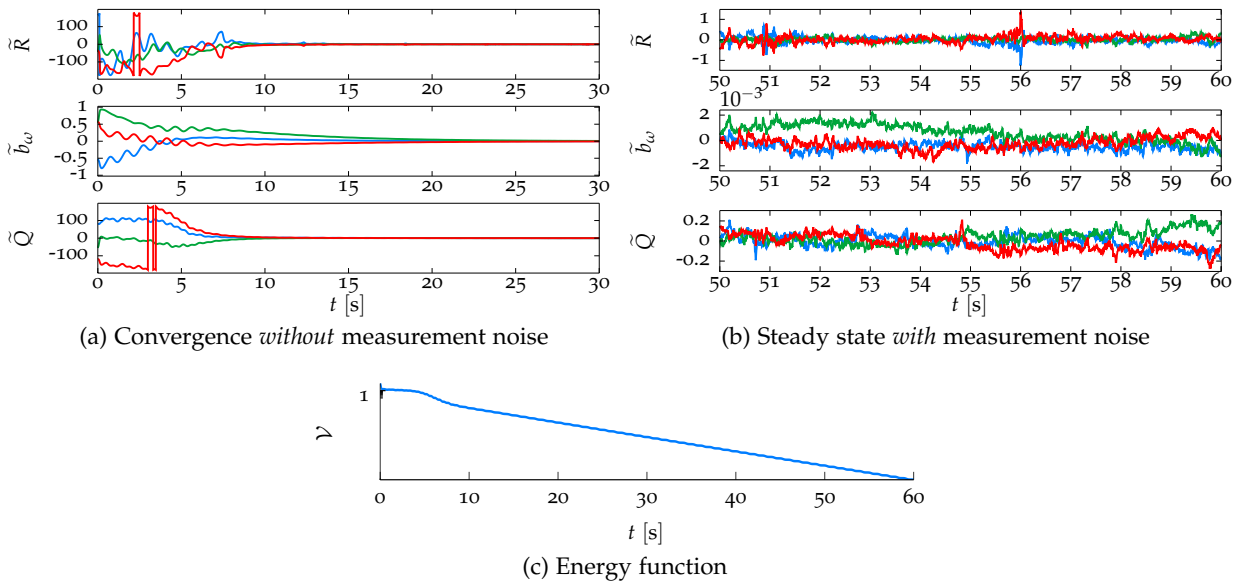 R̃
100
0
-100
0 5 10 15 20 25 30
b̃ω
1
0.5
0
-0.5
-1
0 5 10 15 20 25 30
Q̃
100
0
-100
0 5 10 15 20 25 30
t [s]
(a) Convergence without measurement noise
R̃
1
0
-1
50 51 52 53 54 55 56 57 58 59 60
10⁻³
b̃ω
2
0
-2
50 51 52 53 54 55 56 57 58 59 60
Q̃
0.2
0
-0.2
50 51 52 53 54 55 56 57 58 59 60
t [s]
(b) Steady state with measurement noise
𝒱
1
0 10 20 30 40 50 60
t [s]
(c) Energy function